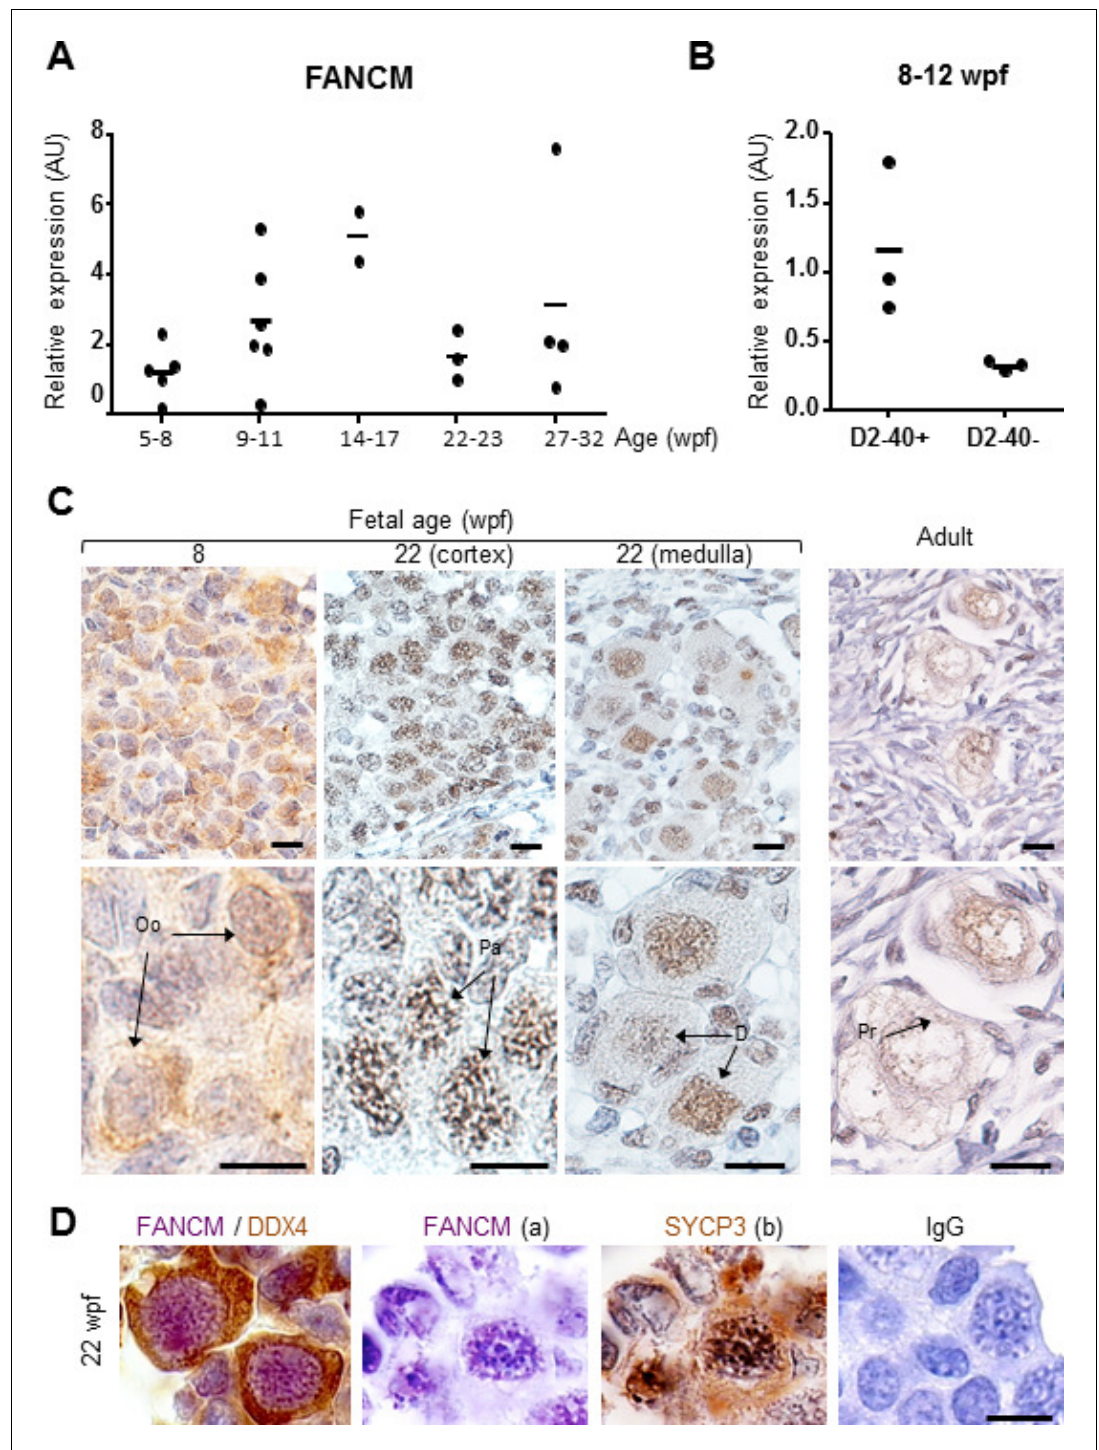 A
FANCM
Relative expression (AU)
8
6
4
2
0
5-8 9-11 14-17 22-23 27-32 Age (wpf)
B
8-12 wpf
Relative expression (AU)
2.0
1.5
1.0
0.5
0.0
D2-40+ D2-40-
C
Fetal age (wpf)
8 22 (cortex) 22 (medulla) Adult
Oo
Pa
D
Pr
D
FANCM / DDX4 FANCM (a) SYCP3 (b) IgG
22 wpf